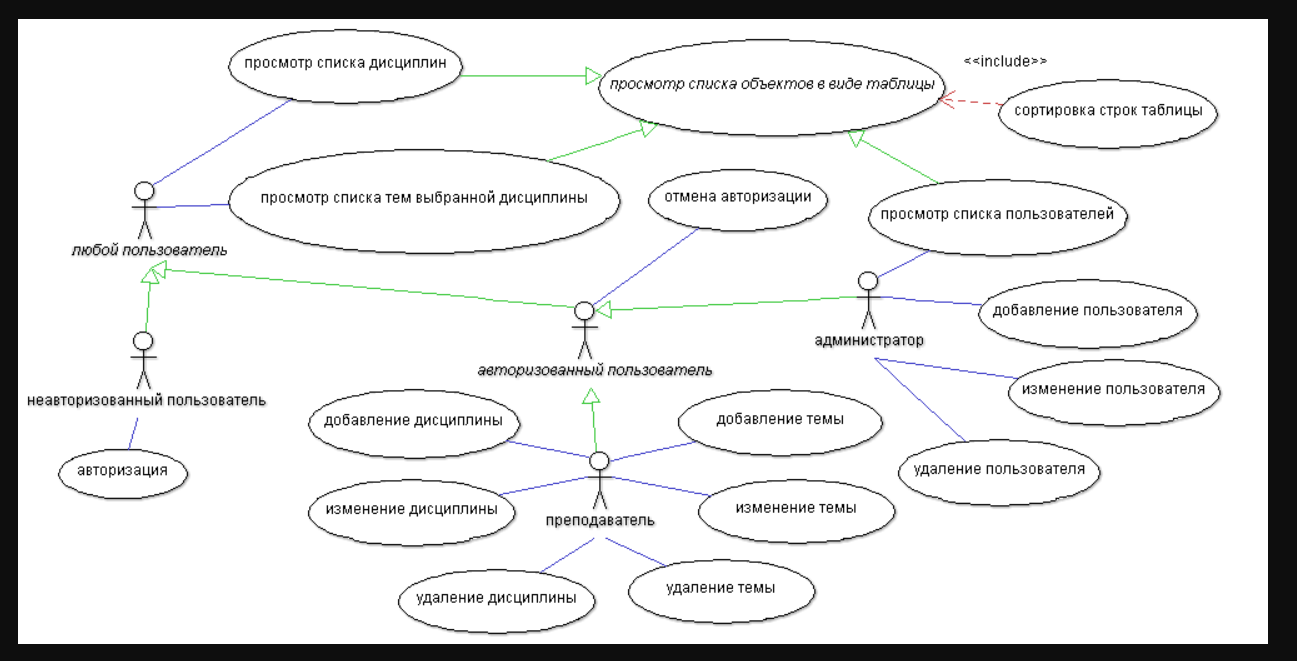 просмотр списка дисциплин
<<include>>
просмотр списка объектов в виде таблицы
сортировка строк таблицы
просмотр списка тем выбранной дисциплины
отмена авторизации
просмотр списка пользователей
любой пользователь
добавление пользователя
администратор
авторизованный пользователь
изменение пользователя
неавторизованный пользователь
добавление дисциплины
добавление темы
авторизация
удаление пользователя
изменение дисциплины
изменение темы
преподаватель
удаление дисциплины
удаление темы